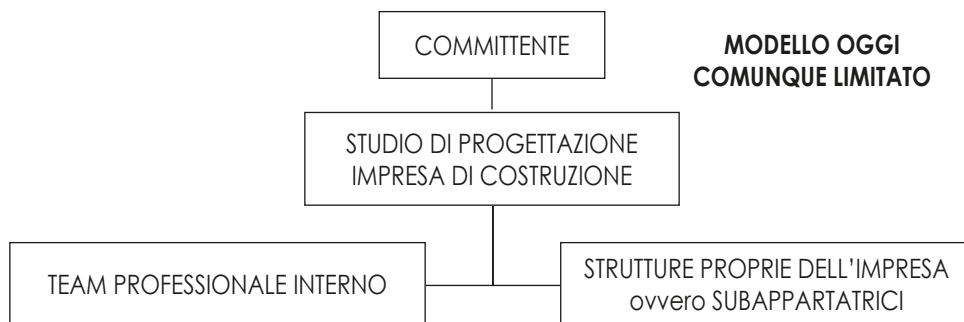 COMMITTENTE
MODELLO OGGI
COMUNQUE LIMITATO
STUDIO DI PROGETTAZIONE
IMPRESA DI COSTRUZIONE
TEAM PROFESSIONALE INTERNO
STRUTTURE PROPRIE DELL’IMPRESA
ovvero SUBAPPARTATRICI